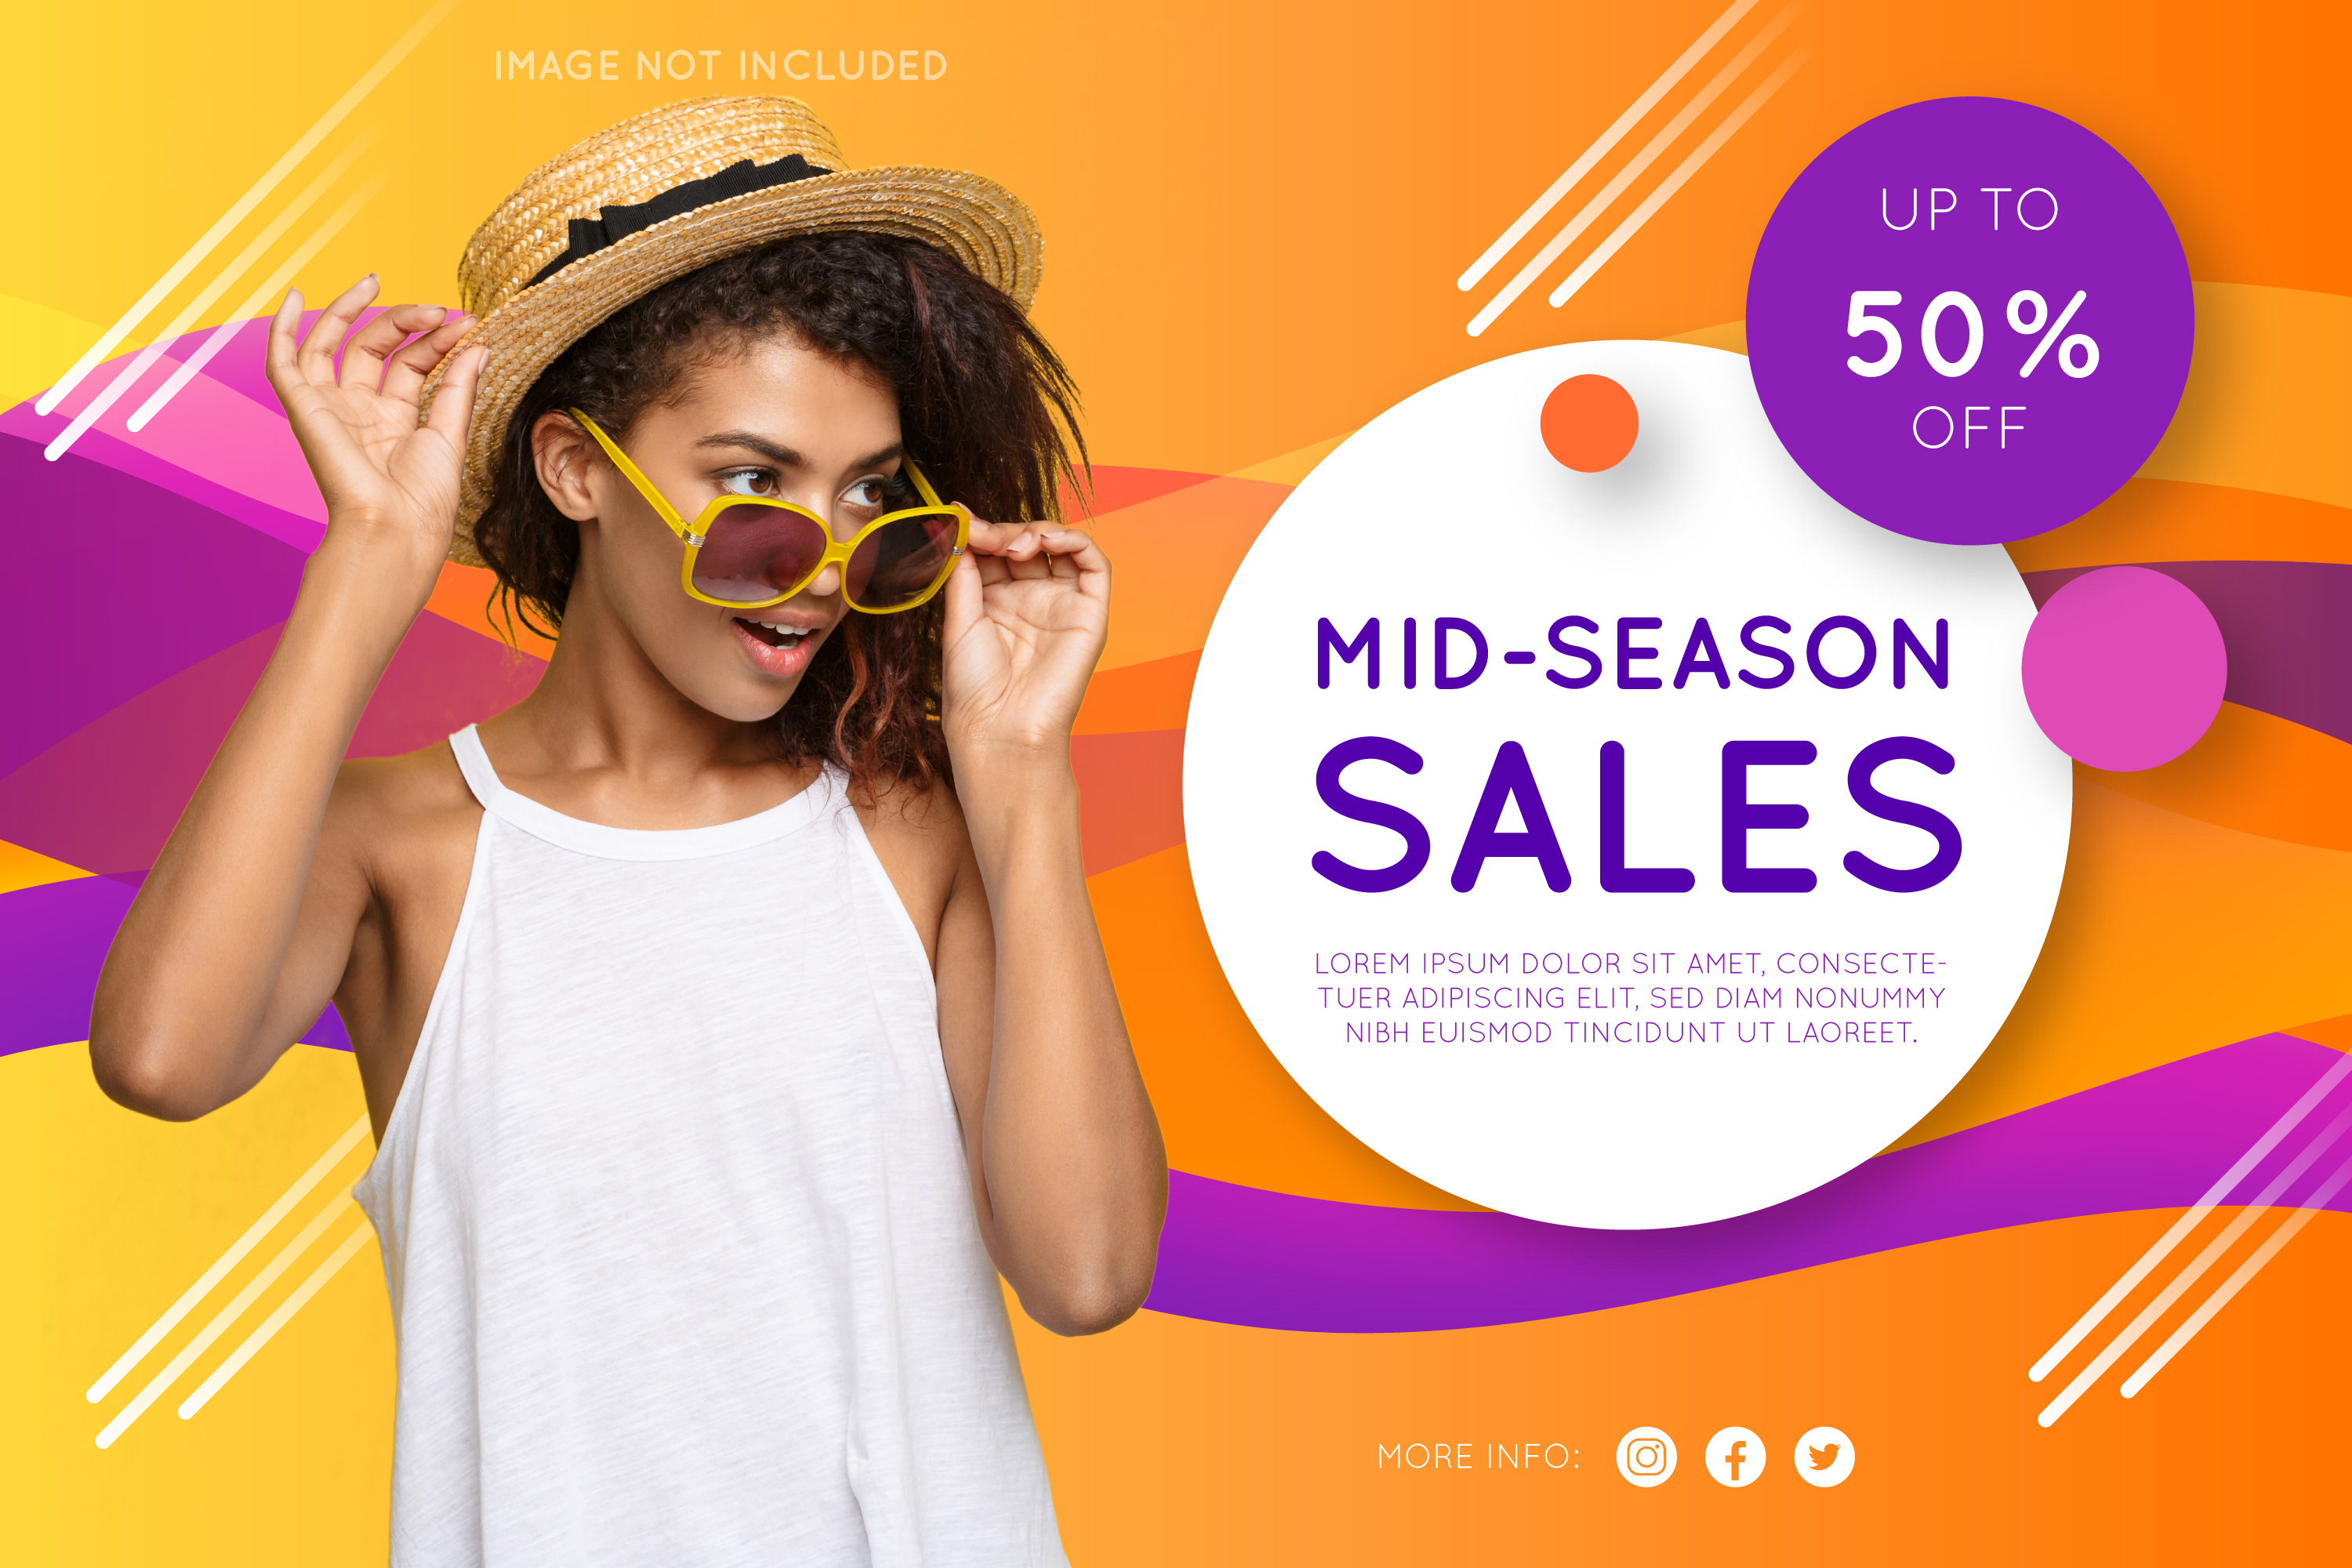 IMAGE NOT INCLUDED
UP TO
50%
OFF
MID-SEASON
SALES
LOREM IPSUM DOLOR SIT AMET, CONSECTE-
TUER ADIPISCING ELIT, SED DIAM NONUMMY
NIBH EUISMOD TINCIDUNT UT LAOREET.
MORE INFO: